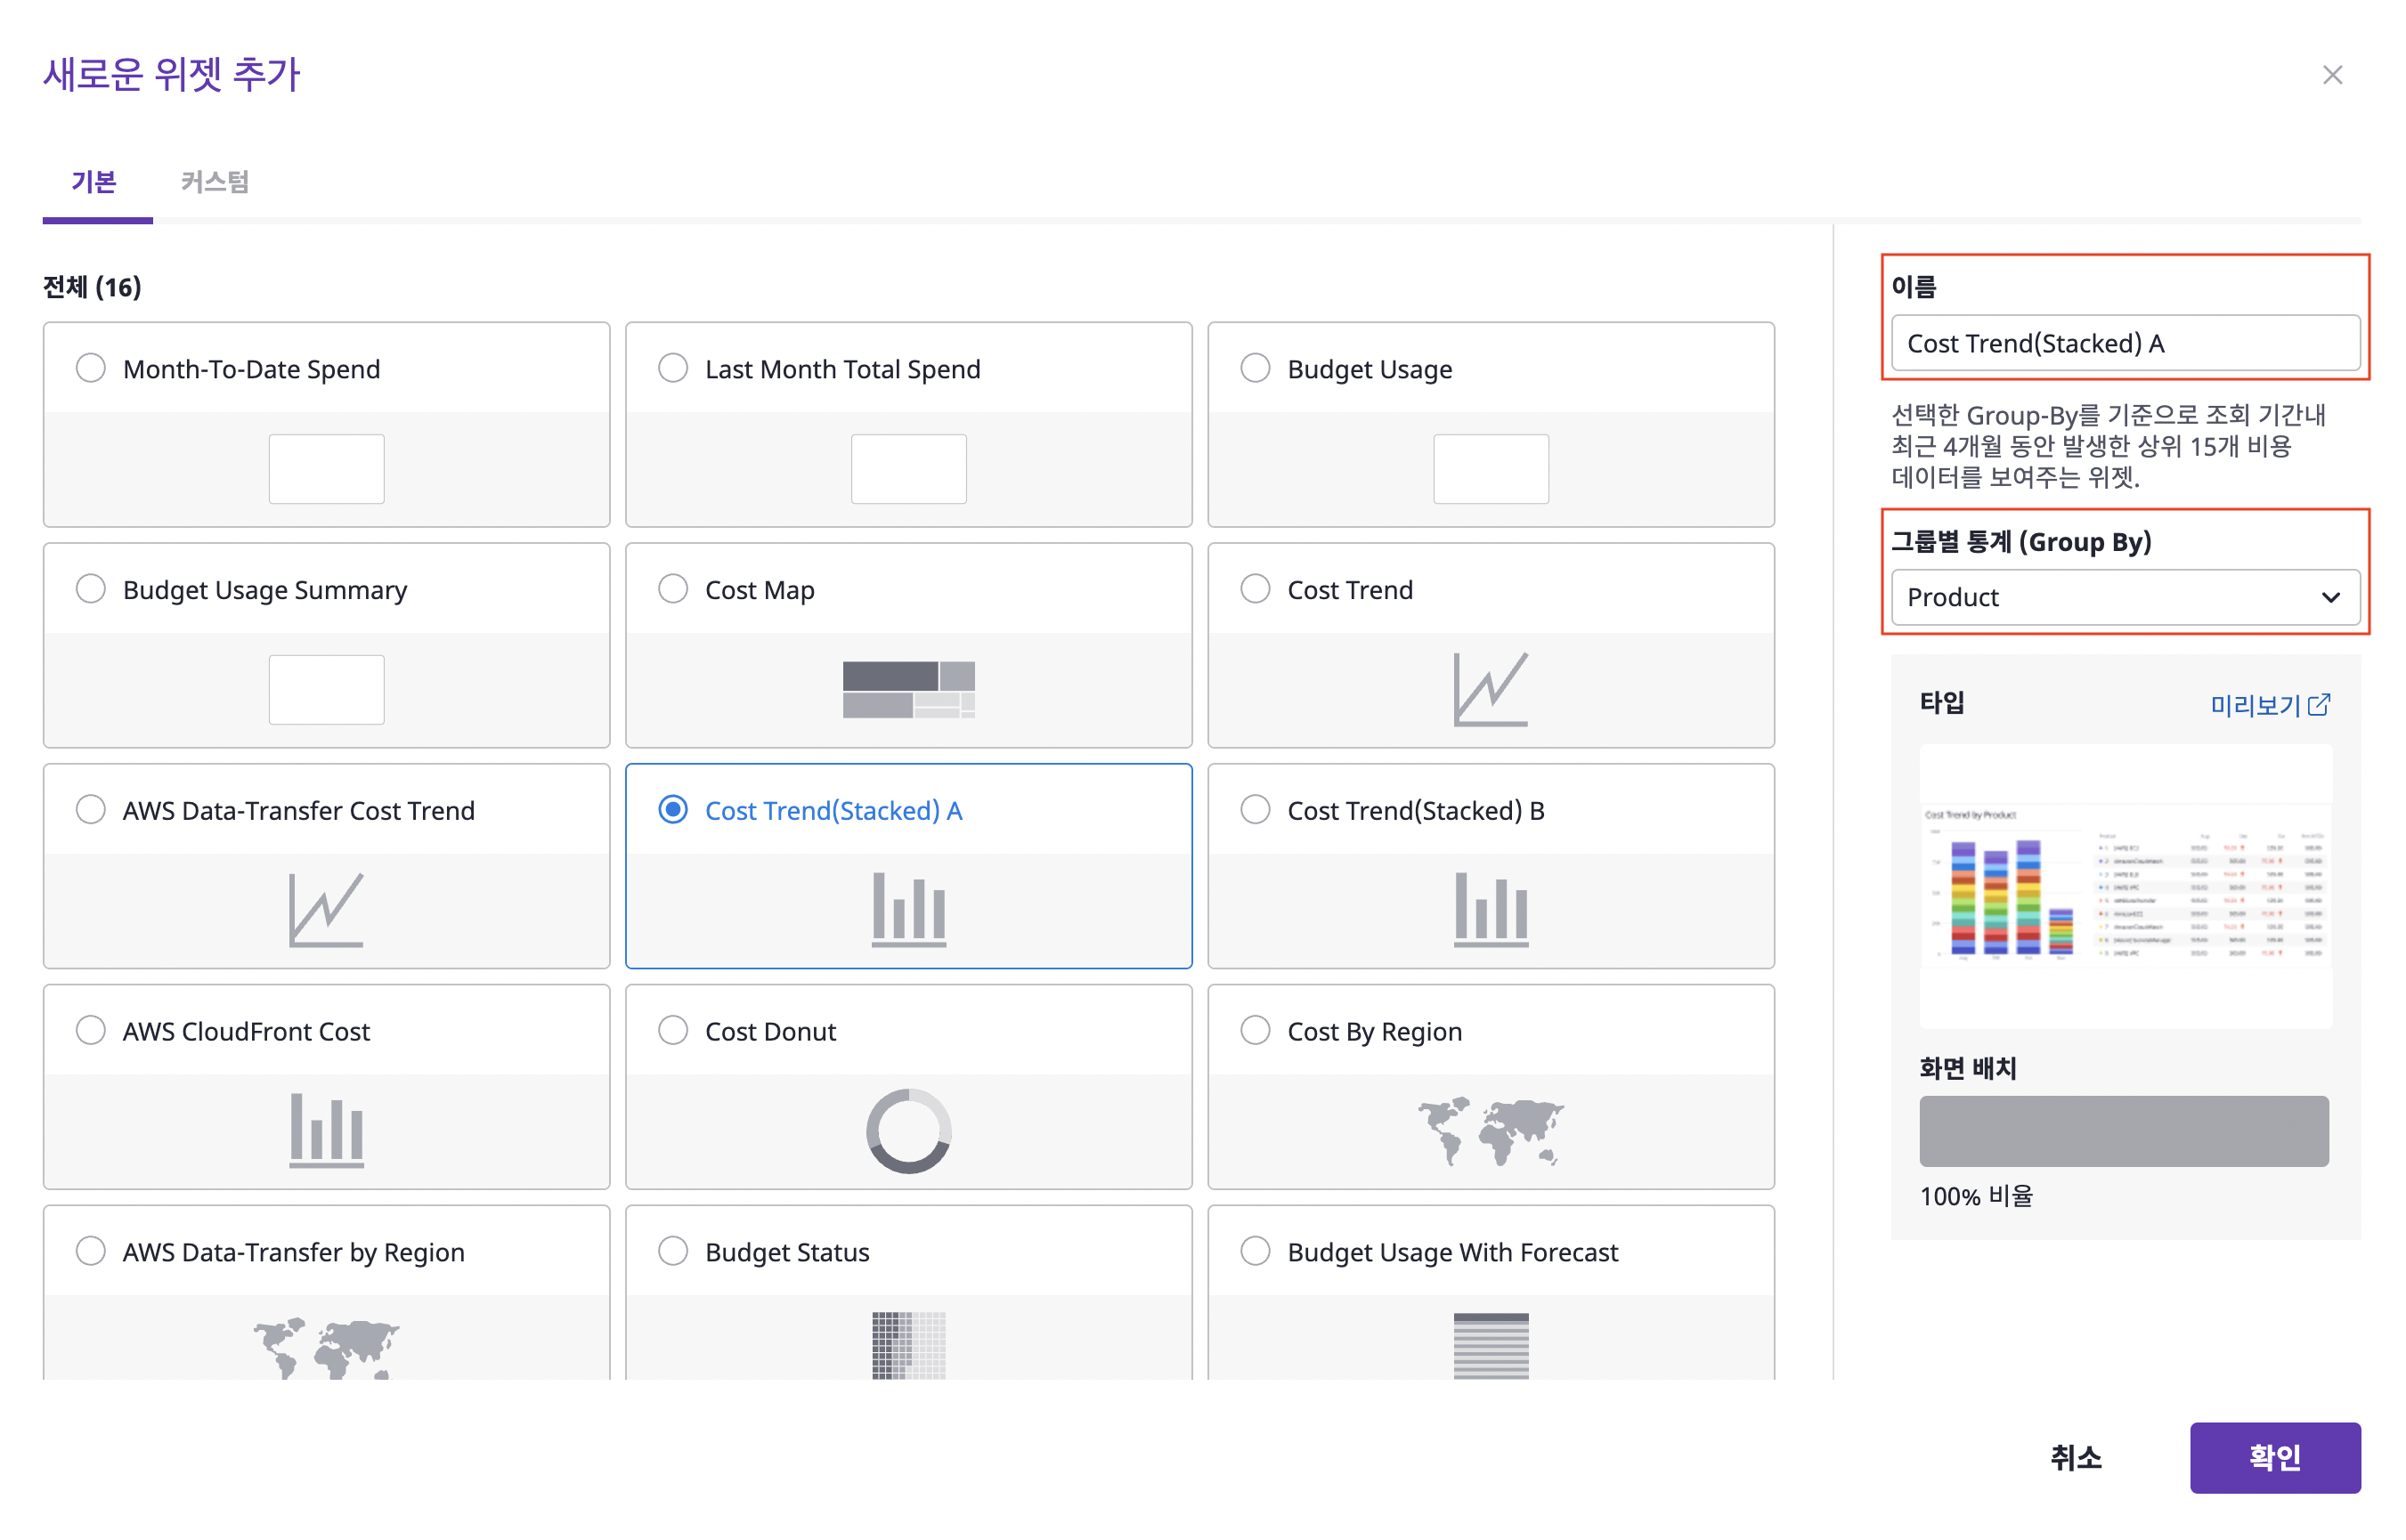 새로운 위젯 추가
기본
커스텀
전체 (16)
Month-To-Date Spend
Last Month Total Spend
Budget Usage
Budget Usage Summary
Cost Map
Cost Trend
AWS Data-Transfer Cost Trend
Cost Trend(Stacked) A
Cost Trend(Stacked) B
AWS CloudFront Cost
Cost Donut
Cost By Region
AWS Data-Transfer by Region
Budget Status
Budget Usage With Forecast
이름
Cost Trend(Stacked) A
선택한 Group-By를 기준으로 조회 기간내
최근 4개월 동안 발생한 상위 15개 비용
데이터를 보여주는 위젯.
그룹별 통계 (Group By)
Product
타입
미리보기
Cost Trend by Product
화면 배치
100% 비율
취소
확인